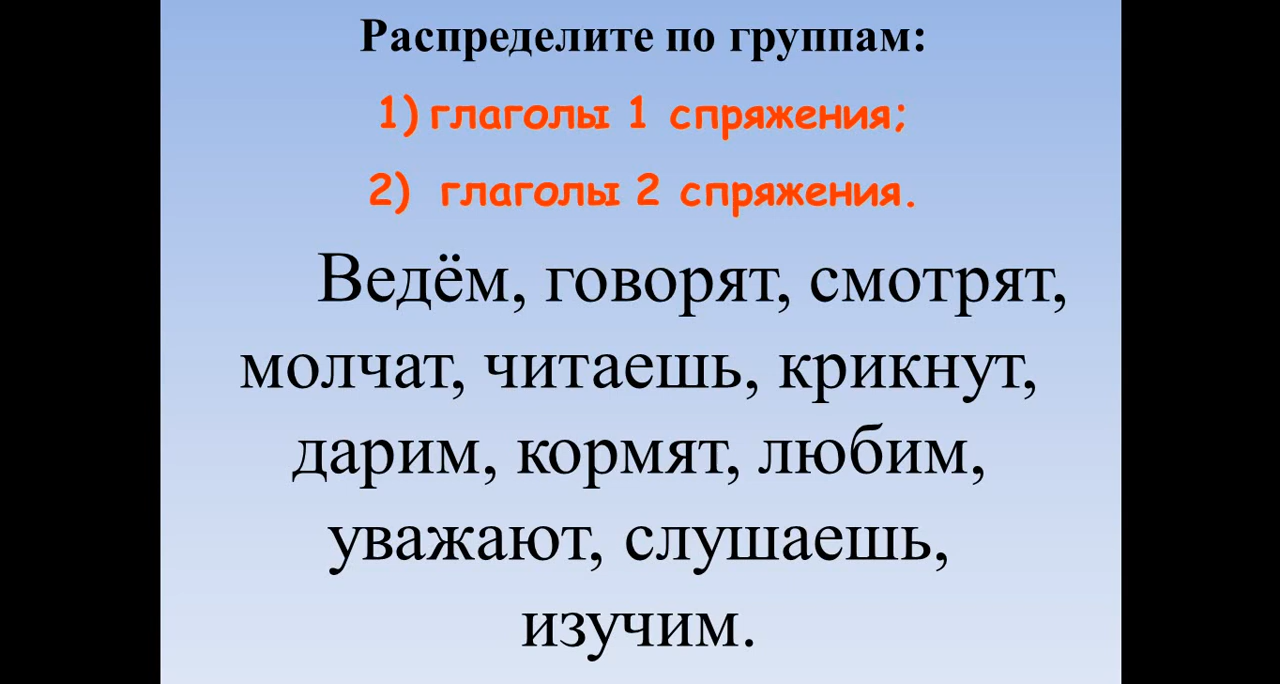 Распределите по группам:
1) глаголы 1 спряжения;
2) глаголы 2 спряжения.
Ведём, говорят, смотрят,
молчат, читаешь, крикнут,
дарим, кормят, любим,
уважают, слушаешь,
изучим.